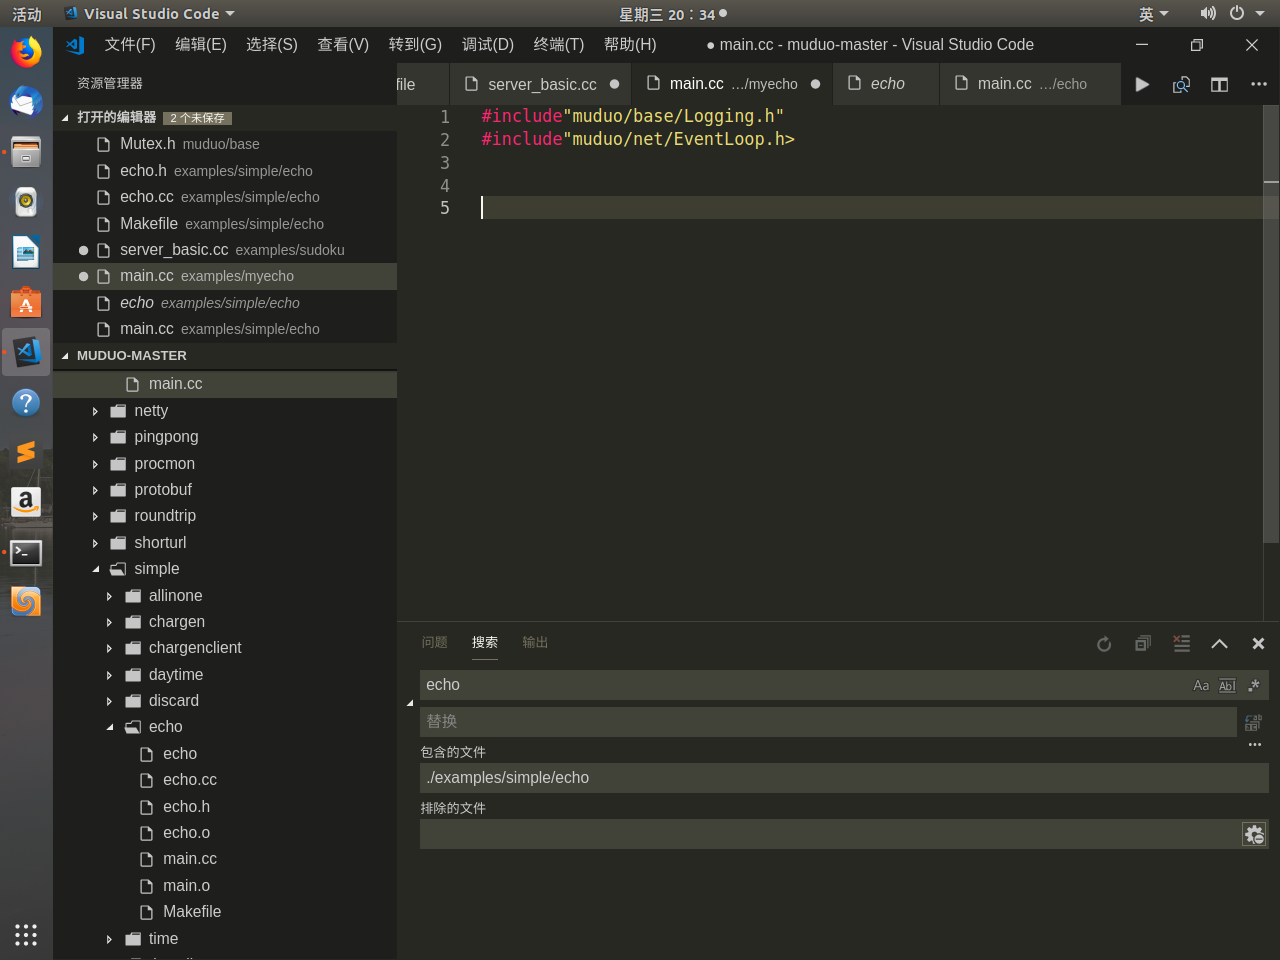 活动
Visual Studio Code
星期三 20：34
英
文件(F) 编辑(E) 选择(S) 查看(V) 转到(G) 调试(D) 终端(T) 帮助(H)
● main.cc - muduo-master - Visual Studio Code
资源管理器
file
server_basic.cc
main.cc …/myecho
echo
main.cc …/echo
打开的编辑器 2 个未保存
Mutex.h muduo/base
echo.h examples/simple/echo
echo.cc examples/simple/echo
Makefile examples/simple/echo
server_basic.cc examples/sudoku
main.cc examples/myecho
echo examples/simple/echo
main.cc examples/simple/echo
MUDUO-MASTER
main.cc
netty
pingpong
procmon
protobuf
roundtrip
shorturl
simple
allinone
chargen
chargenclient
daytime
discard
echo
echo
echo.cc
echo.h
echo.o
main.cc
main.o
Makefile
time
1 #include"muduo/base/Logging.h"
2 #include"muduo/net/EventLoop.h>
3
4
5
问题 搜索 输出
echo
Aa Abl .*
替换
包含的文件
./examples/simple/echo
排除的文件